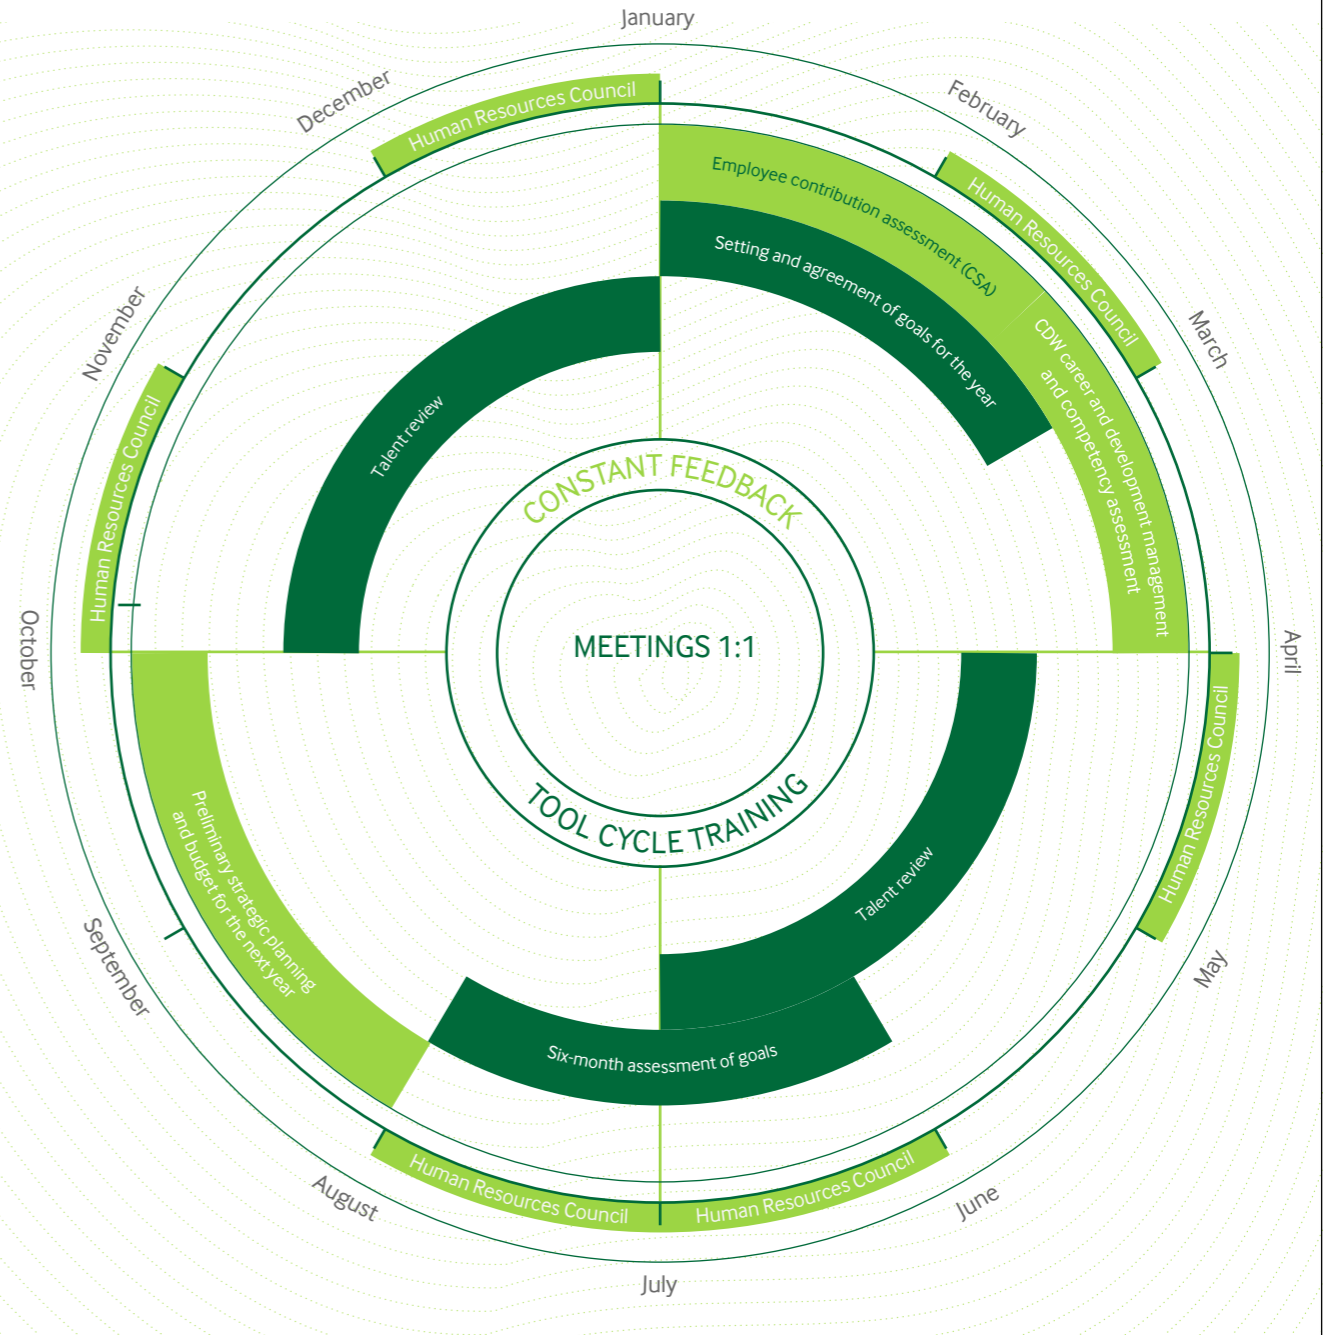 January
February
March
April
May
June
July
August
September
October
November
December
Human Resources Council
Human Resources Council
Human Resources Council
Human Resources Council
Human Resources Council
Human Resources Council
Employee contribution assessment (CSA)
Setting and agreement of goals for the year
CDW career and development management
and competency assessment
Talent review
Six-month assessment of goals
Preliminary strategic planning
and budget for the next year
Talent review
CONSTANT FEEDBACK
MEETINGS 1:1
TOOL CYCLE TRAINING